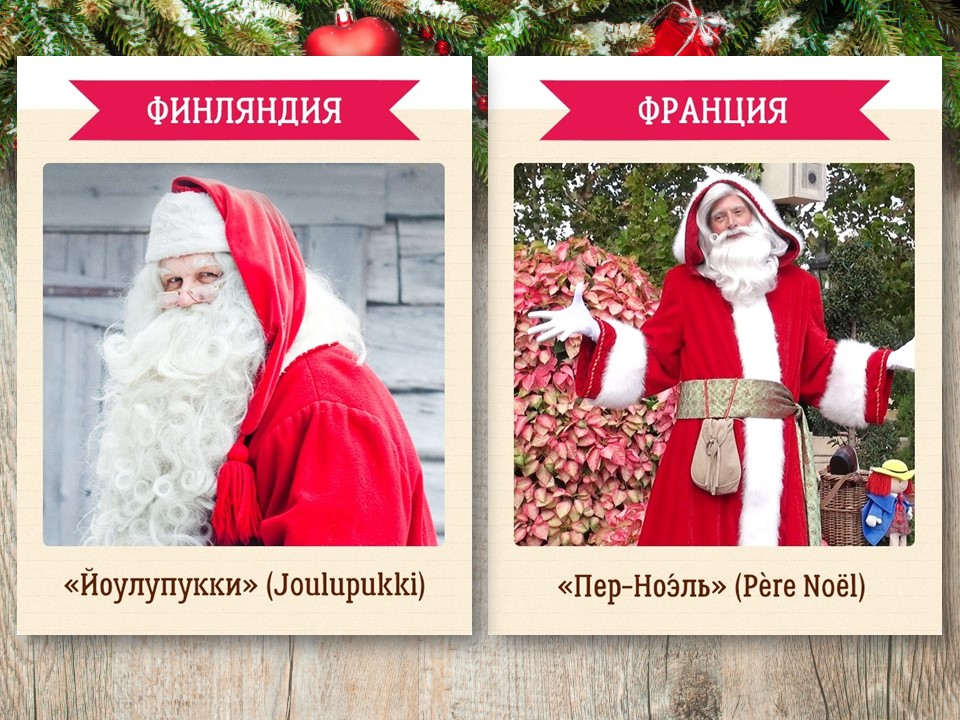 ФИНЛЯНДИЯ
«Йоулупукки» (Joulupukki)
ФРАНЦИЯ
«Пер-Ноэ́ль» (Père Noël)